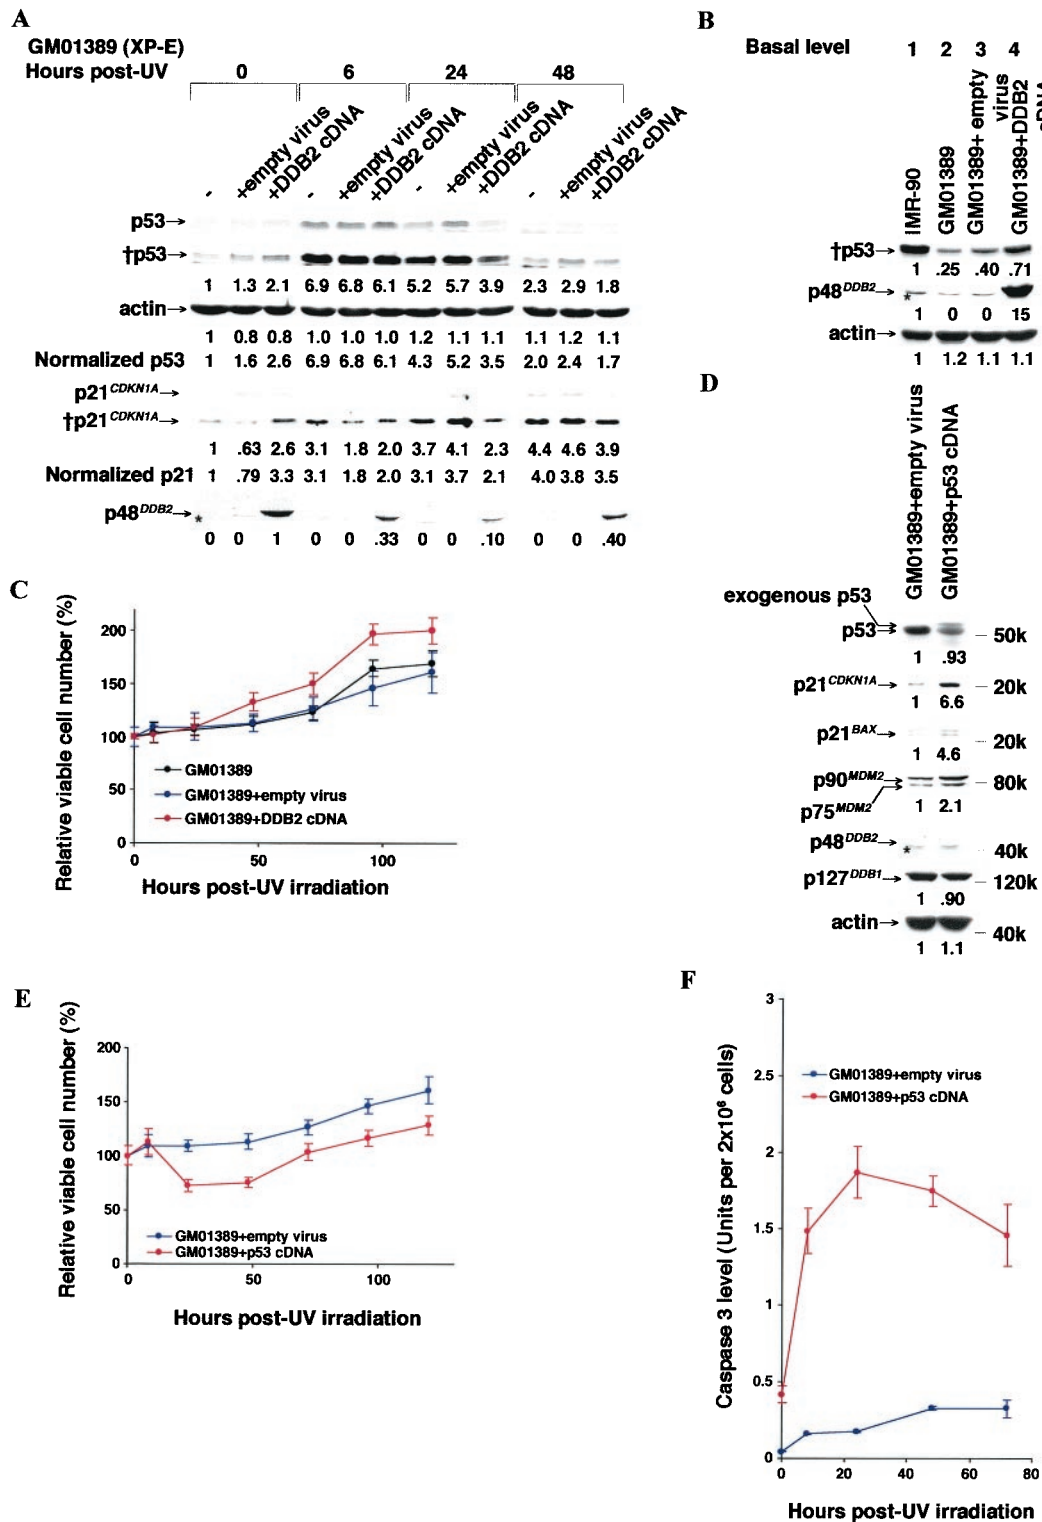 A
GM01389 (XP-E)
Hours post-UV 0 6 24 48
- +empty virus +DDB2 cDNA - +empty virus +DDB2 cDNA - +empty virus +DDB2 cDNA - +empty virus +DDB2 cDNA
p53→
†p53→
1 1.3 2.1 6.9 6.8 6.1 5.2 5.7 3.9 2.3 2.9 1.8
actin→
1 0.8 0.8 1.0 1.0 1.0 1.2 1.1 1.1 1.1 1.2 1.1
Normalized p53 1 1.6 2.6 6.9 6.8 6.1 4.3 5.2 3.5 2.0 2.4 1.7
p21CDKN1A→
†p21CDKN1A→
1 .63 2.6 3.1 1.8 2.0 3.7 4.1 2.3 4.4 4.6 3.9
Normalized p21 1 .79 3.3 3.1 1.8 2.0 3.1 3.7 2.1 4.0 3.8 3.5
p48DDB2→
*
0 0 1 0 0 .33 0 0 .10 0 0 .40
B
Basal level 1 2 3 4
IMR-90
GM01389
GM01389+ empty virus
GM01389+DDB2 cDNA
†p53→
1 .25 .40 .71
p48DDB2→
*
1 0 0 15
actin→
1 1.2 1.1 1.1
C
Relative viable cell number (%)
200
150
100
50
0
GM01389
GM01389+empty virus
GM01389+DDB2 cDNA
0 50 100
Hours post-UV irradiation
D
GM01389+empty virus
GM01389+p53 cDNA
exogenous p53
p53 50k
1 .93
p21CDKN1A→ 20k
1 6.6
p21BAX→ 20k
1 4.6
p90MDM2 80k
p75MDM2
1 2.1
p48DDB2→
* 40k
p127DDB1→ 120k
1 .90
actin→ 40k
1 1.1
E
Relative viable cell number (%)
200
150
100
50
0
GM01389+empty virus
GM01389+p53 cDNA
0 50 100
Hours post-UV irradiation
F
Caspase 3 level (Units per 2x10⁶ cells)
3
2.5
2
1.5
1
0.5
0
GM01389+empty virus
GM01389+p53 cDNA
0 20 40 60 80
Hours post-UV irradiation